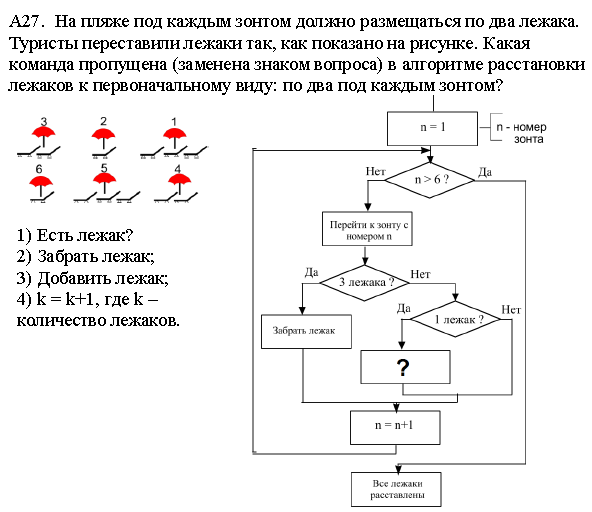 А27.  На пляже под каждым зонтом должно размещаться по два лежака.
Туристы переставили лежаки так, как показано на рисунке. Какая
команда пропущена (заменена знаком вопроса) в алгоритме расстановки
лежаков к первоначальному виду: по два под каждым зонтом?
3 2 1
6 5 4
1) Есть лежак?
2) Забрать лежак;
3) Добавить лежак;
4) k = k+1, где k –
количество лежаков.
n = 1
n - номер
зонта
Нет
n > 6 ?
Да
Перейти к зонту с
номером n
Да
3 лежака ?
Нет
Забрать лежак
Да
1 лежак ?
Нет
?
n = n+1
Все лежаки
расставлены